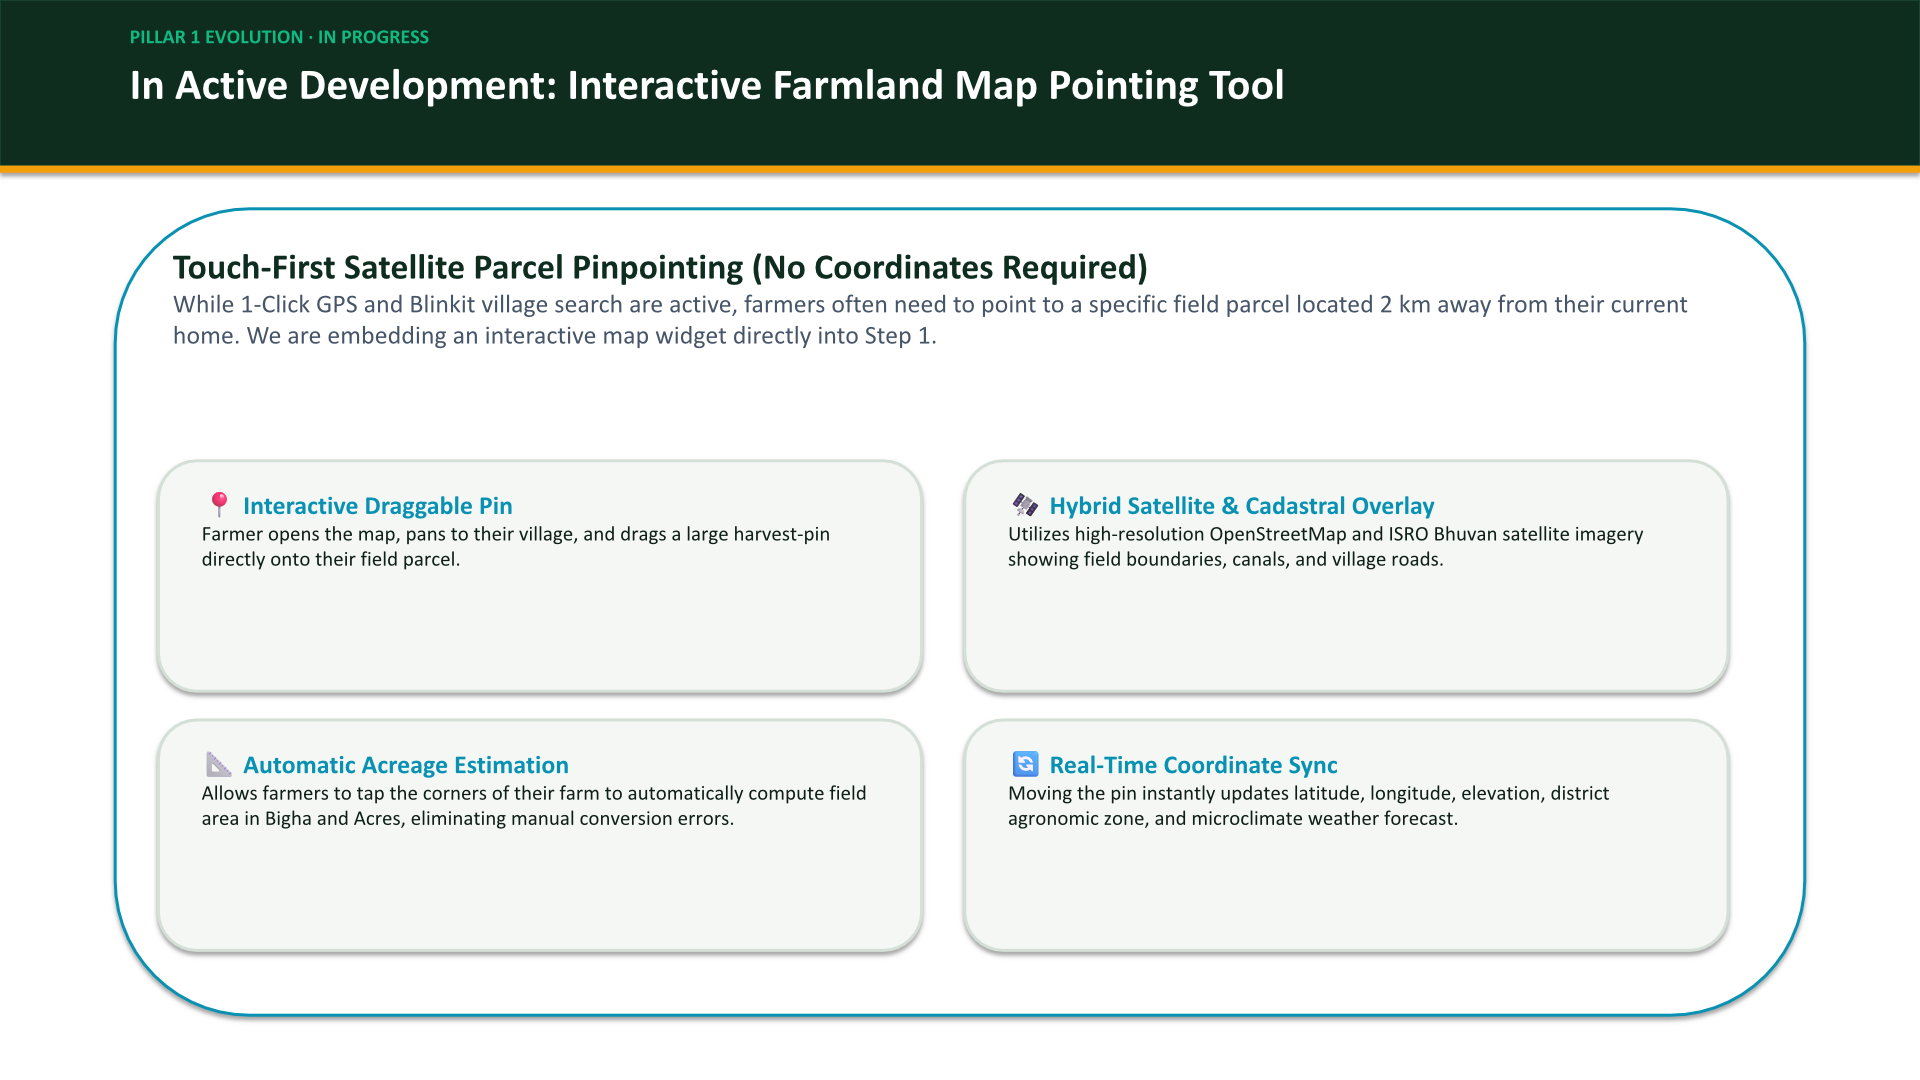 PILLAR 1 EVOLUTION · IN PROGRESS
In Active Development: Interactive Farmland Map Pointing Tool
Touch-First Satellite Parcel Pinpointing (No Coordinates Required)
While 1-Click GPS and Blinkit village search are active, farmers often need to point to a specific field parcel located 2 km away from their current
home. We are embedding an interactive map widget directly into Step 1.
Interactive Draggable Pin
Farmer opens the map, pans to their village, and drags a large harvest-pin
directly onto their field parcel.
Hybrid Satellite & Cadastral Overlay
Utilizes high-resolution OpenStreetMap and ISRO Bhuvan satellite imagery
showing field boundaries, canals, and village roads.
Automatic Acreage Estimation
Allows farmers to tap the corners of their farm to automatically compute field
area in Bigha and Acres, eliminating manual conversion errors.
Real-Time Coordinate Sync
Moving the pin instantly updates latitude, longitude, elevation, district
agronomic zone, and microclimate weather forecast.